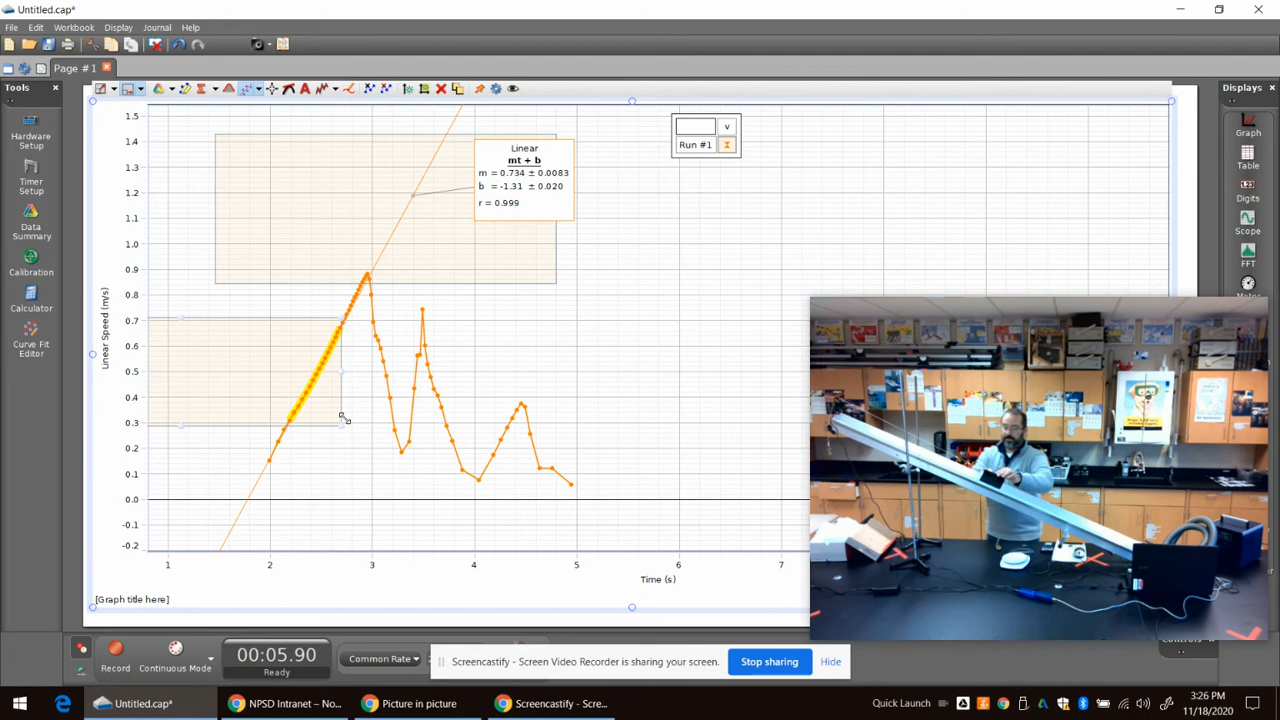 Untitled.cap*
File Edit Workbook Display Journal Help
Page #1
Tools
Hardware
Setup
Timer
Setup
Data
Summary
Calibration
Calculator
Curve Fit
Editor
Displays
Graph
Table
Digits
Scope
FFT
1.5
1.4
1.3
1.2
1.1
1.0
0.9
0.8
0.7
0.6
0.5
0.4
0.3
0.2
0.1
0.0
-0.1
-0.2
Linear Speed (m/s)
Linear
mt + b
m = 0.734 ± 0.0083
b = -1.31 ± 0.020
r = 0.999
v
Run #1
1 2 3 4 5 6 7
Time (s)
[Graph title here]
Record
Continuous Mode
00:05.90
Ready
Common Rate
Screencastify - Screen Video Recorder is sharing your screen.
Stop sharing
Hide
Untitled.cap*
NPSD Intranet – No...
Picture in picture
Screencastify - Scre...
Quick Launch
3:26 PM
11/18/2020